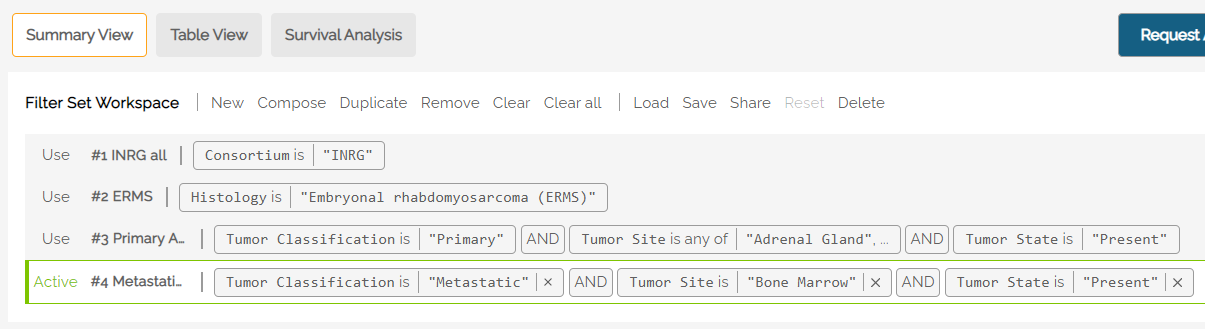 Summary View Table View Survival Analysis Request
Filter Set Workspace | New Compose Duplicate Remove Clear Clear all | Load Save Share Reset Delete
Use #1 INRG all | Consortium is | "INRG"
Use #2 ERMS | Histology is | "Embryonal rhabdomyosarcoma (ERMS)"
Use #3 Primary A... | Tumor Classification is | "Primary" AND Tumor Site is any of | "Adrenal Gland", ... AND Tumor State is | "Present"
Active #4 Metastati... | Tumor Classification is | "Metastatic" | × AND Tumor Site is | "Bone Marrow" | × AND Tumor State is | "Present" | ×